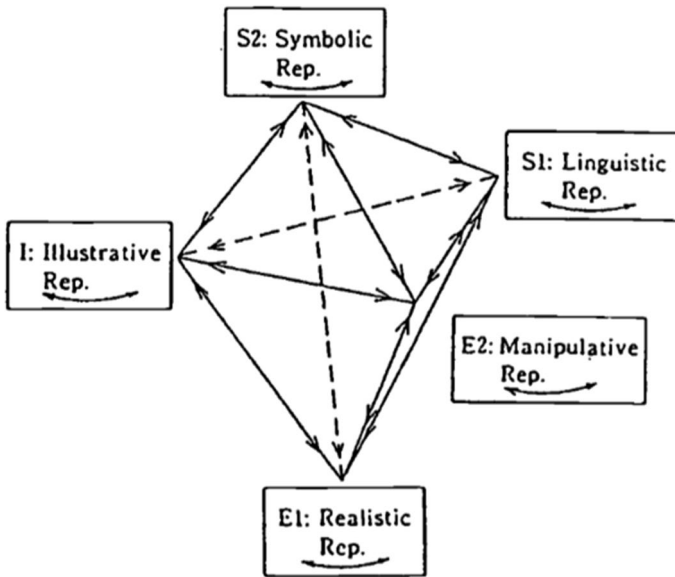 S2: Symbolic
Rep.
S1: Linguistic
Rep.
I: Illustrative
Rep.
E2: Manipulative
Rep.
E1: Realistic
Rep.